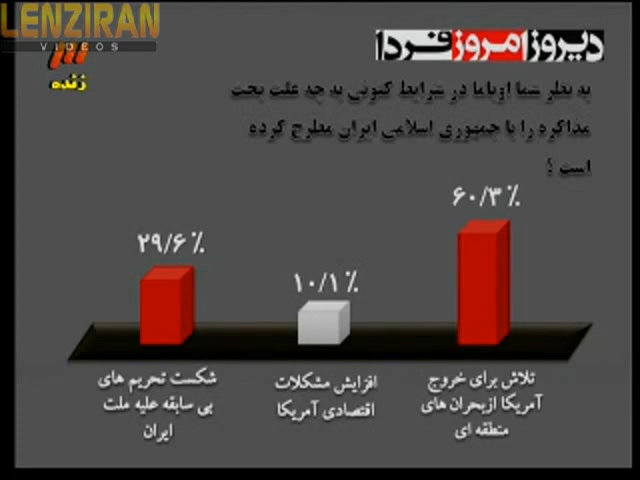 LENZIRAN
VIDEOS
زنده
دیروز امروز فردا
به نظر شما اوباما در شرایط کنونی به چه علت بحث
مذاکره را با جمهوری اسلامی ایران مطرح کرده
است ؟
۶۰/۳ ٪
۱۰/۱ ٪
۲۹/۶ ٪
تلاش برای خروج
آمریکا ازبحران های
منطقه ای
افزایش مشکلات
اقتصادی آمریکا
شکست تحریم های
بی سابقه علیه ملت
ایران